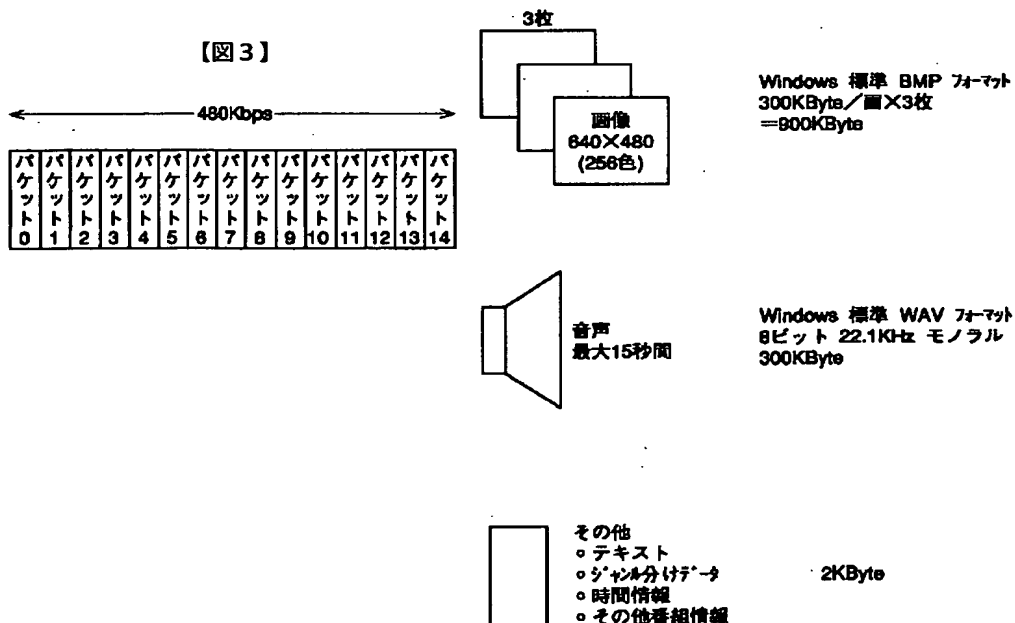 【図3】
480Kbps
パケット0
パケット1
パケット2
パケット3
パケット4
パケット5
パケット6
パケット7
パケット8
パケット9
パケット10
パケット11
パケット12
パケット13
パケット14
3枚
画像
640×480
(256色)
Windows 標準 BMP フォーマット
300KByte/画×3枚
=900KByte
音声
最大15秒間
Windows 標準 WAV フォーマット
8ビット 22.1KHz モノラル
300KByte
その他
○ テキスト
○ ジャンル分けデータ
○ 時間情報
○ その他番組情報
2KByte